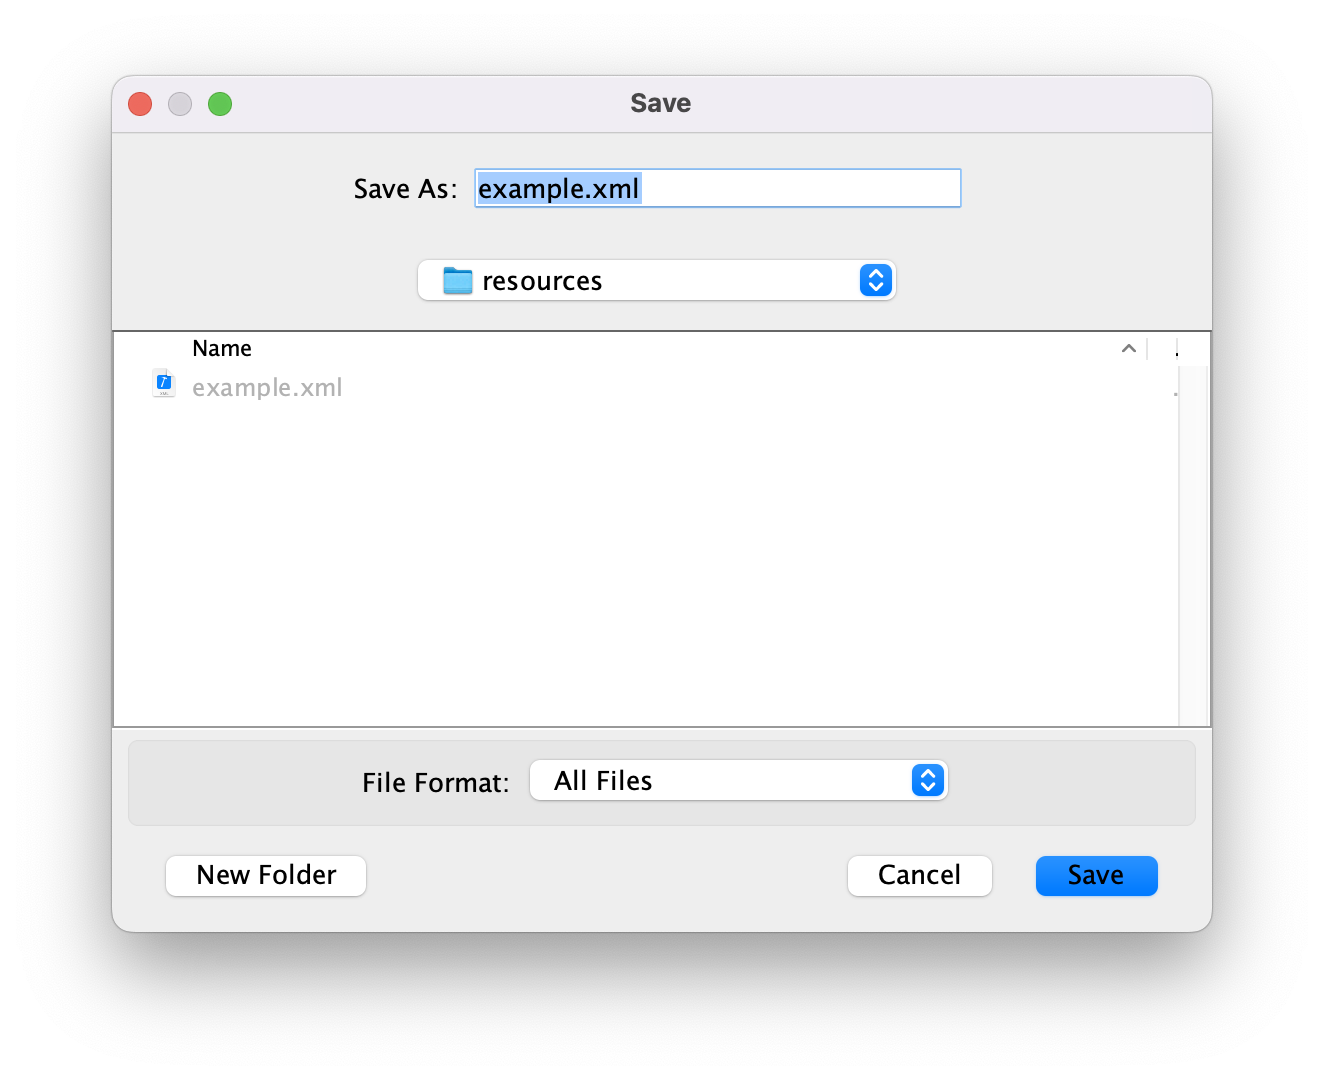 Save
Save As: example.xml
resources
Name
example.xml
File Format: All Files
New Folder Cancel Save